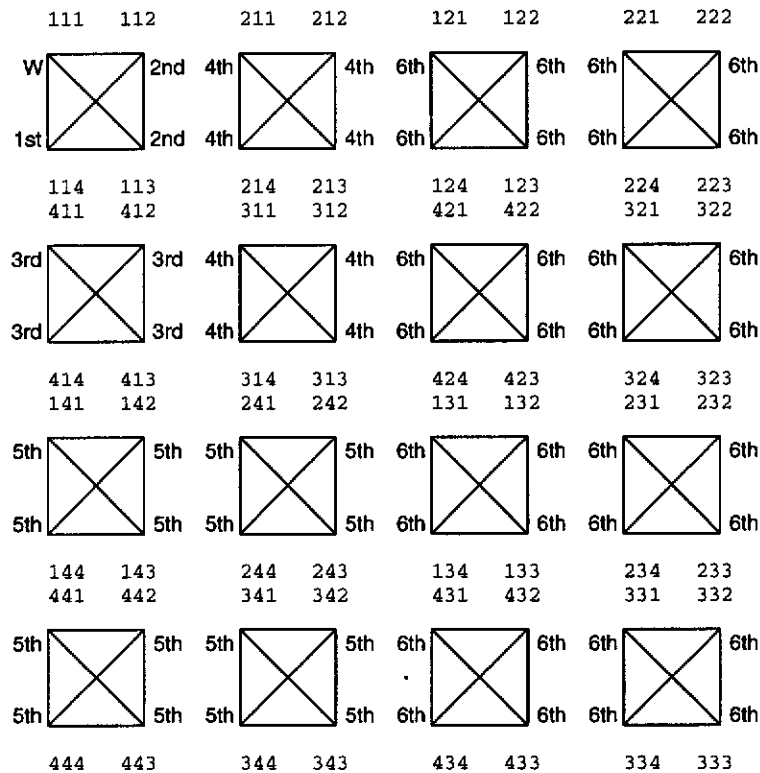 111 112 211 212 121 122 221 222
W 2nd 4th 4th 6th 6th 6th 6th
1st 2nd 4th 4th 6th 6th 6th 6th
114 113 214 213 124 123 224 223
411 412 311 312 421 422 321 322
3rd 3rd 4th 4th 6th 6th 6th 6th
3rd 3rd 4th 4th 6th 6th 6th 6th
414 413 314 313 424 423 324 323
141 142 241 242 131 132 231 232
5th 5th 5th 5th 6th 6th 6th 6th
5th 5th 5th 5th 6th 6th 6th 6th
144 143 244 243 134 133 234 233
441 442 341 342 431 432 331 332
5th 5th 5th 5th 6th 6th 6th 6th
5th 5th 5th 5th 6th 6th 6th 6th
444 443 344 343 434 433 334 333